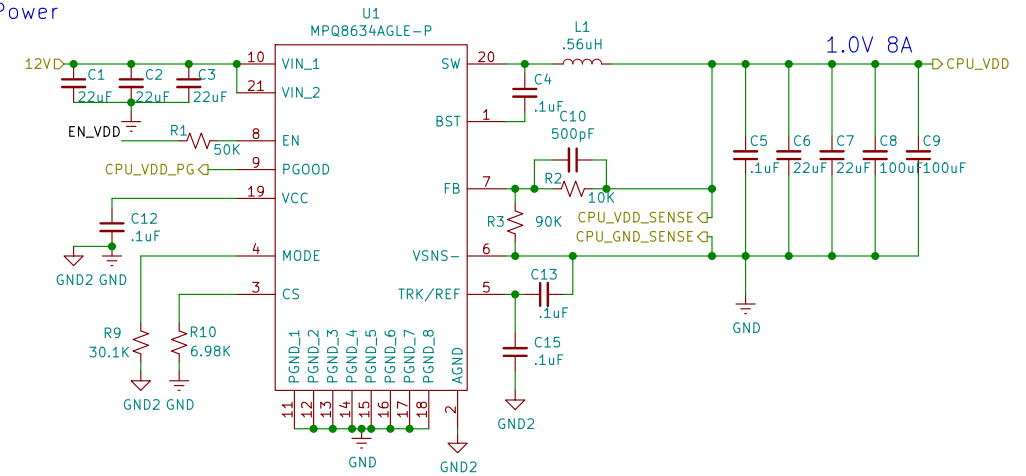 Power
U1
MPQ8634AGLE-P
L1
.56uH
1.0V 8A
12V
C1
22uF
C2
22uF
C3
22uF
10
VIN_1
21
VIN_2
SW
20
C4
.1uF
CPU_VDD
BST
1
C10
500pF
EN_VDD
R1
50K
8
EN
CPU_VDD_PG
9
PGOOD
19
VCC
FB
7
R2
10K
R3
90K
CPU_VDD_SENSE
CPU_GND_SENSE
C5
.1uF
C6
22uF
C7
22uF
C8
100uF
C9
100uF
C12
.1uF
GND2
GND
4
MODE
VSNS-
6
3
CS
TRK/REF
5
C13
.1uF
GND
R9
30.1K
R10
6.98K
C15
.1uF
GND2
GND
GND2
PGND_1
PGND_2
PGND_3
PGND_4
PGND_5
PGND_6
PGND_7
PGND_8
AGND
11
12
13
14
15
16
17
18
2
GND
GND2